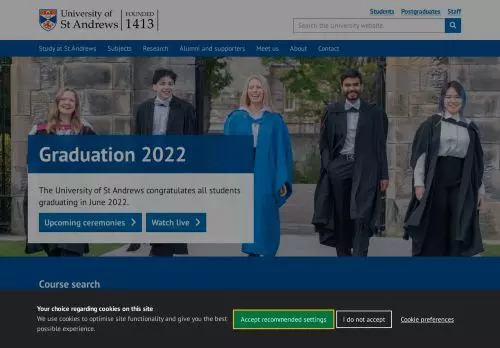 University of
St Andrews
FOUNDED
1413
Students Postgraduates Staff
Search the University website
Study at St Andrews Subjects Research Alumni and supporters Meet us About Contact
Graduation 2022
The University of St Andrews congratulates all students
graduating in June 2022.
Upcoming ceremonies Watch live
Course search
Your choice regarding cookies on this site
We use cookies to optimise site functionality and give you the best
possible experience.
Accept recommended settings I do not accept Cookie preferences